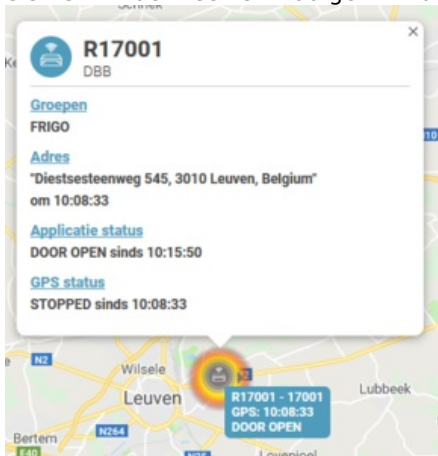 ×
R17001
DBB
Groepen
FRIGO
Adres
"Diestsesteenweg 545, 3010 Leuven, Belgium"
om 10:08:33
Applicatie status
DOOR OPEN sinds 10:15:50
GPS status
STOPPED sinds 10:08:33
N2
Wilsele
Leuven
R17001 - 17001
GPS: 10:08:33
DOOR OPEN
Lubbeek
N264
Bertem
E40
Lovenjoel